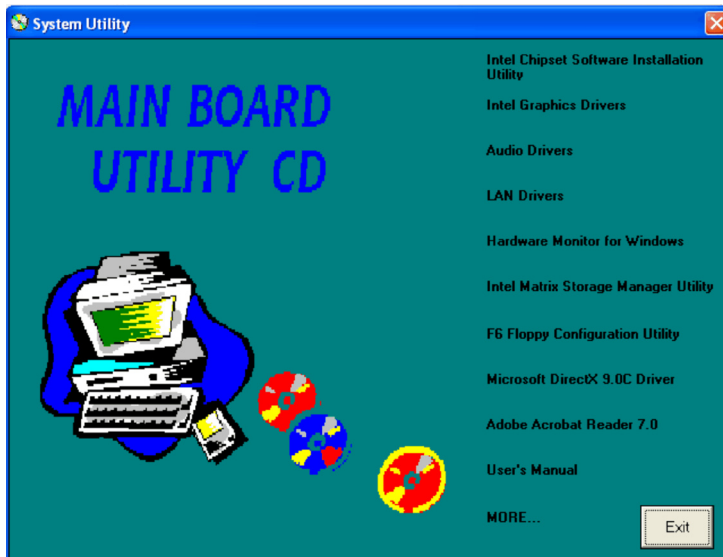 System Utility
MAIN BOARD
UTILITY CD
Intel Chipset Software Installation
Utility
Intel Graphics Drivers
Audio Drivers
LAN Drivers
Hardware Monitor for Windows
Intel Matrix Storage Manager Utility
F6 Floppy Configuration Utility
Microsoft DirectX 9.0C Driver
Adobe Acrobat Reader 7.0
User's Manual
MORE...
Exit